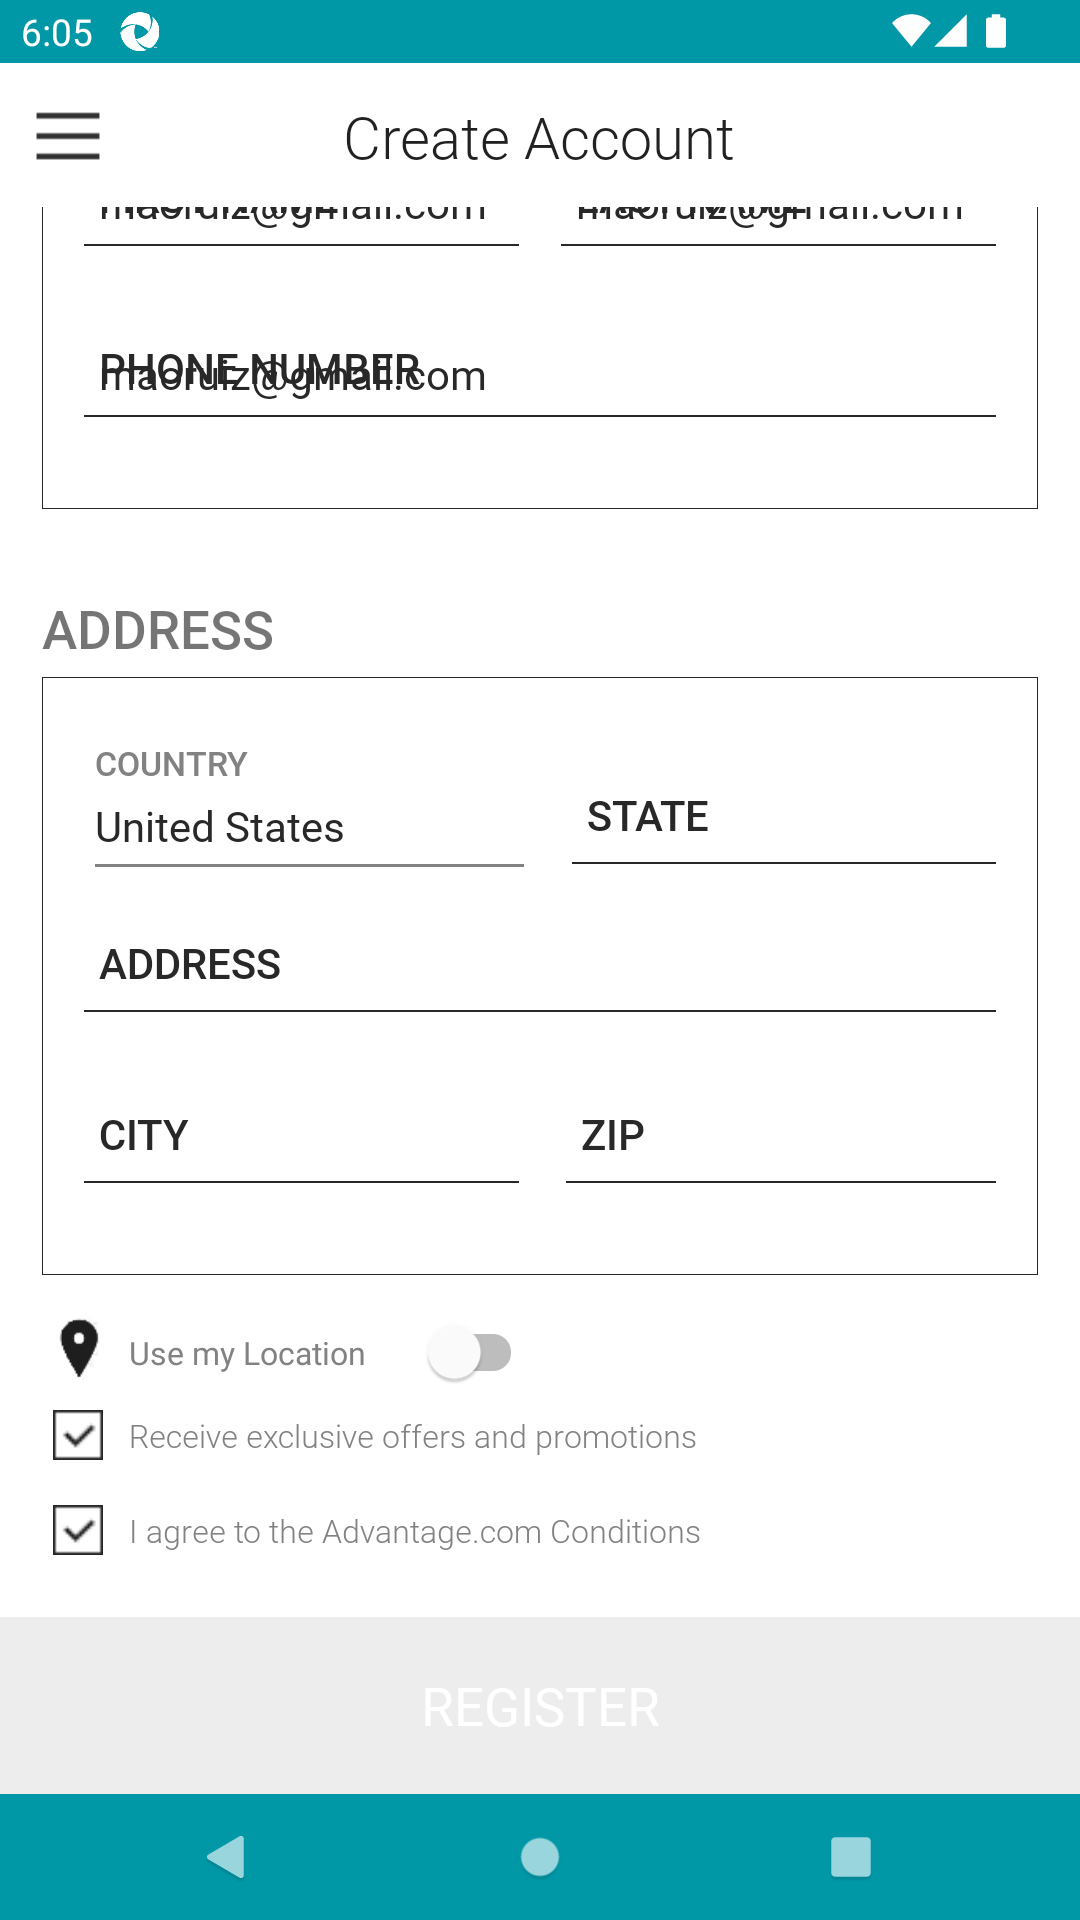 6:05
Create Account
maoruiz@gmail.com maoruiz@gmail.com
PHONE NUMBER
maoruiz@gmail.com
ADDRESS
COUNTRY
United States
STATE
ADDRESS
CITY ZIP
Use my Location
Receive exclusive offers and promotions
I agree to the Advantage.com Conditions
REGISTER